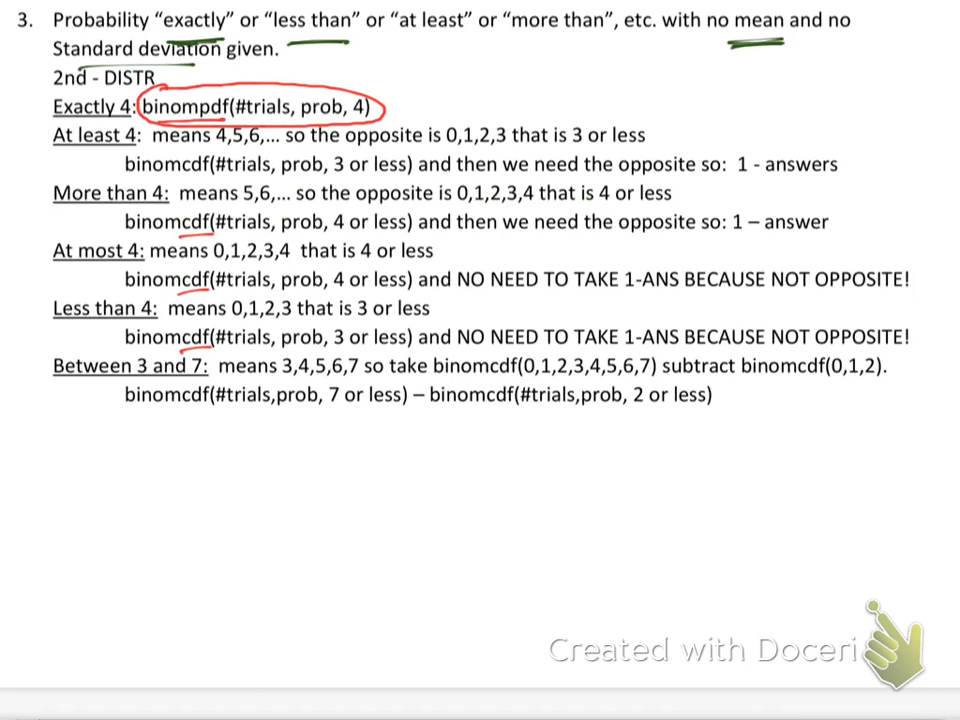 3. Probability “exactly” or “less than” or “at least” or “more than”, etc. with no mean and no
Standard deviation given.
2nd - DISTR
Exactly 4: binompdf(#trials, prob, 4)
At least 4: means 4,5,6,... so the opposite is 0,1,2,3 that is 3 or less
binomcdf(#trials, prob, 3 or less) and then we need the opposite so: 1 - answers
More than 4: means 5,6,... so the opposite is 0,1,2,3,4 that is 4 or less
binomcdf(#trials, prob, 4 or less) and then we need the opposite so: 1 – answer
At most 4: means 0,1,2,3,4 that is 4 or less
binomcdf(#trials, prob, 4 or less) and NO NEED TO TAKE 1-ANS BECAUSE NOT OPPOSITE!
Less than 4: means 0,1,2,3 that is 3 or less
binomcdf(#trials, prob, 3 or less) and NO NEED TO TAKE 1-ANS BECAUSE NOT OPPOSITE!
Between 3 and 7: means 3,4,5,6,7 so take binomcdf(0,1,2,3,4,5,6,7) subtract binomcdf(0,1,2).
binomcdf(#trials,prob, 7 or less) – binomcdf(#trials,prob, 2 or less)
Created with Doceri